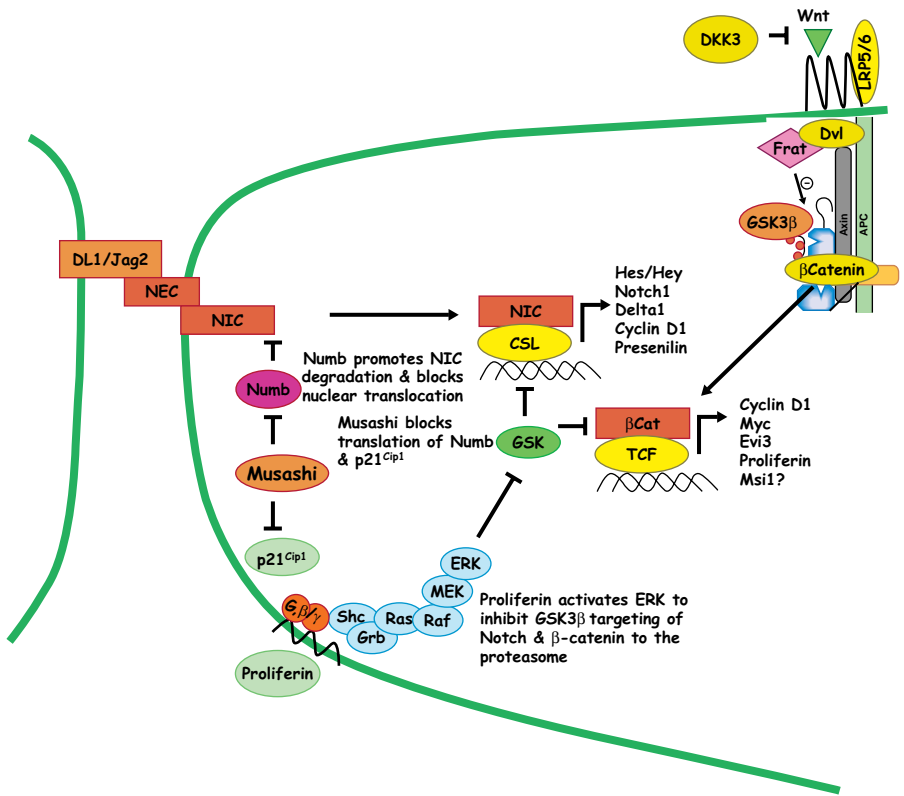 Wnt
DKK3
LRP5/6
Dvl
Frat
−
GSK3β
Axin
APC
βCatenin
DL1/Jag2
NEC
NIC
NIC
CSL
Hes/Hey
Notch1
Delta1
Cyclin D1
Presenilin
Numb promotes NIC
degradation & blocks
nuclear translocation
Numb
Musashi blocks
translation of Numb
& p21Cip1
GSK
βCat
TCF
Cyclin D1
Myc
Evi3
Proliferin
Msi1?
Musashi
p21Cip1
ERK
MEK
G,β/γ
Shc
Ras
Raf
Grb
Proliferin activates ERK to
inhibit GSK3β targeting of
Notch & β-catenin to the
proteasome
Proliferin